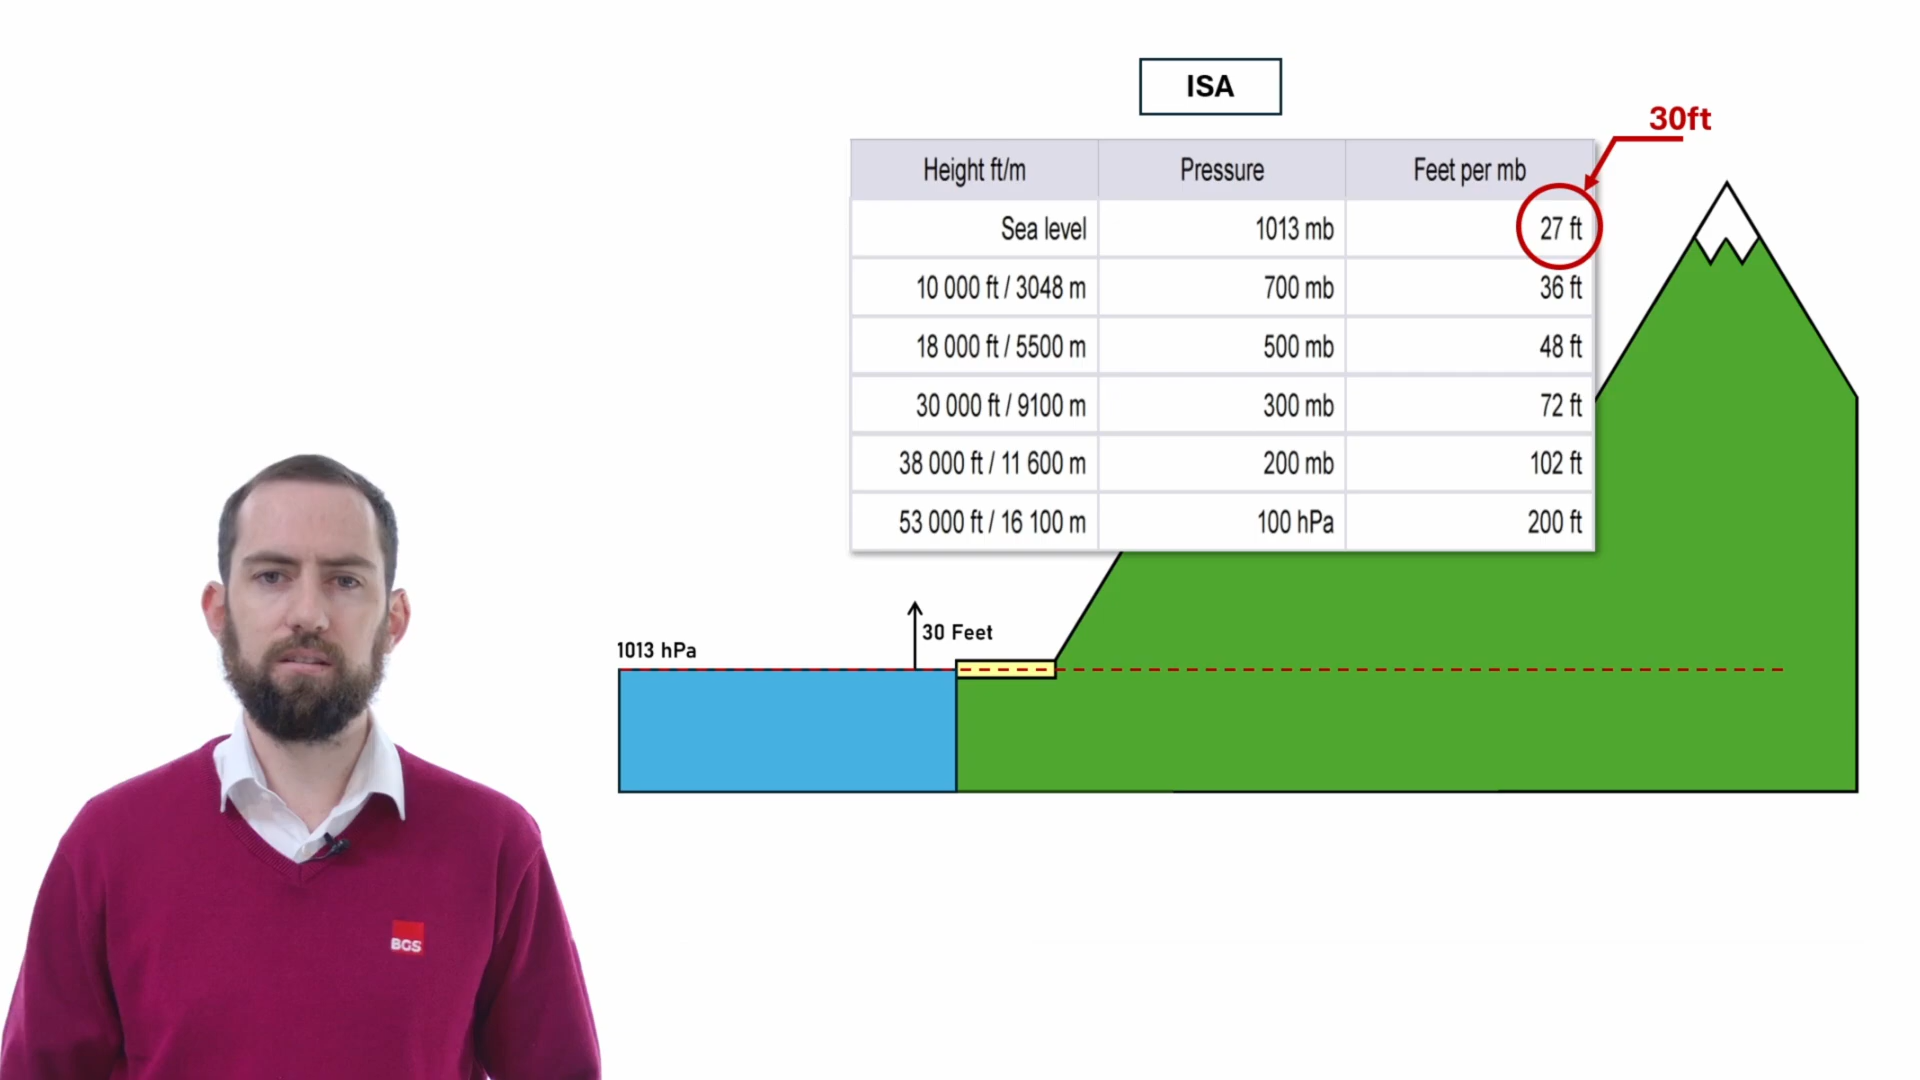 ISA
30ft
Height ft/m Pressure Feet per mb
Sea level 1013 mb 27 ft
10 000 ft / 3048 m 700 mb 36 ft
18 000 ft / 5500 m 500 mb 48 ft
30 000 ft / 9100 m 300 mb 72 ft
38 000 ft / 11 600 m 200 mb 102 ft
53 000 ft / 16 100 m 100 hPa 200 ft
30 Feet
1013 hPa
BGS